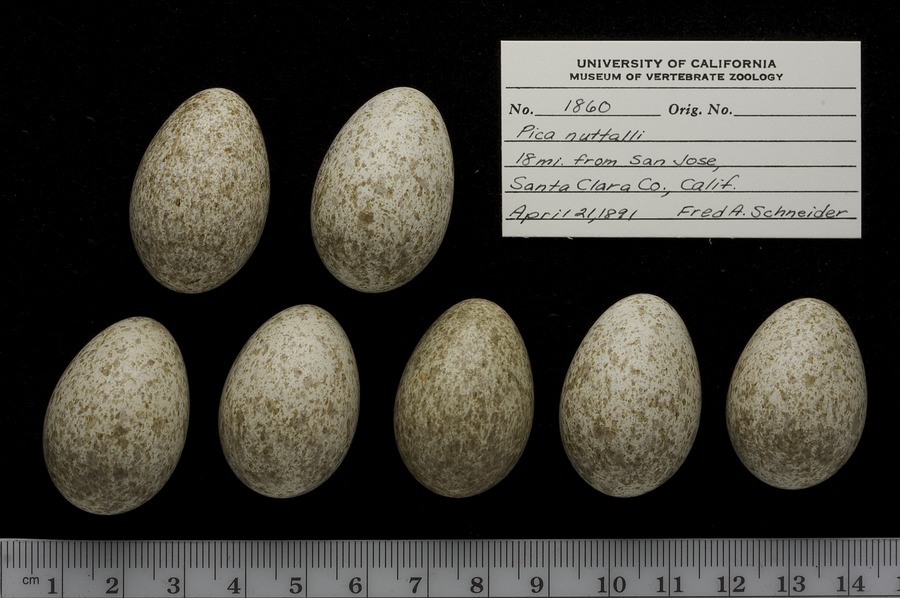 UNIVERSITY OF CALIFORNIA
MUSEUM OF VERTEBRATE ZOOLOGY
No. 1860 Orig. No.
Pica nuttalli
18 mi. from San Jose,
Santa Clara Co., Calif.
April 21, 1891 Fred A. Schneider
cm 1 2 3 4 5 6 7 8 9 10 11 12 13 14